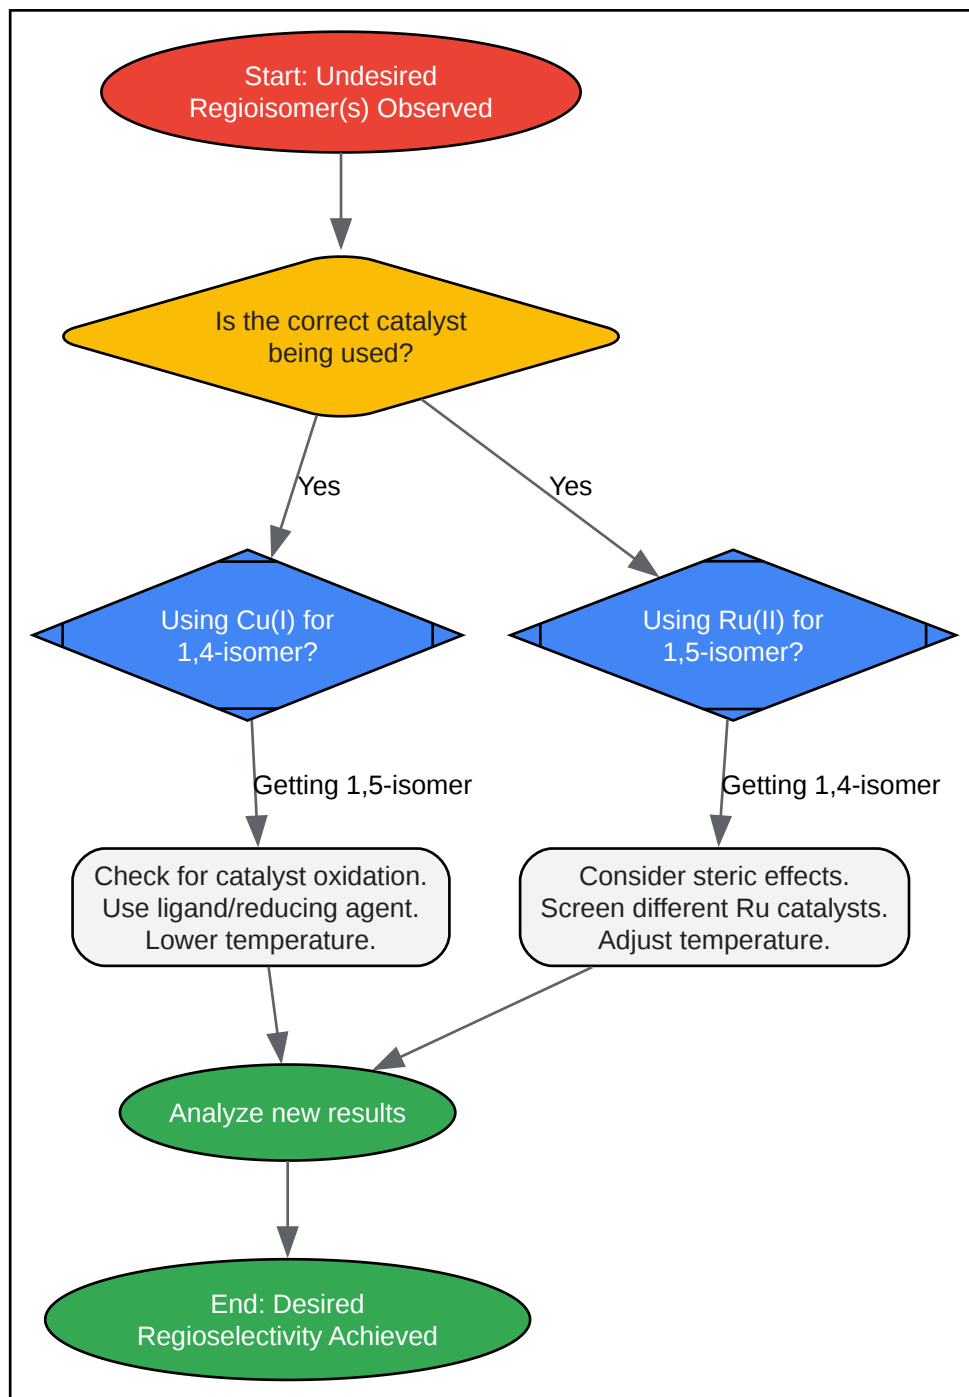 Start: Undesired
Regioisomer(s) Observed
Is the correct catalyst
being used?
Yes
Yes
Using Cu(I) for
1,4-isomer?
Using Ru(II) for
1,5-isomer?
Getting 1,5-isomer
Getting 1,4-isomer
Check for catalyst oxidation.
Use ligand/reducing agent.
Lower temperature.
Consider steric effects.
Screen different Ru catalysts.
Adjust temperature.
Analyze new results
End: Desired
Regioselectivity Achieved